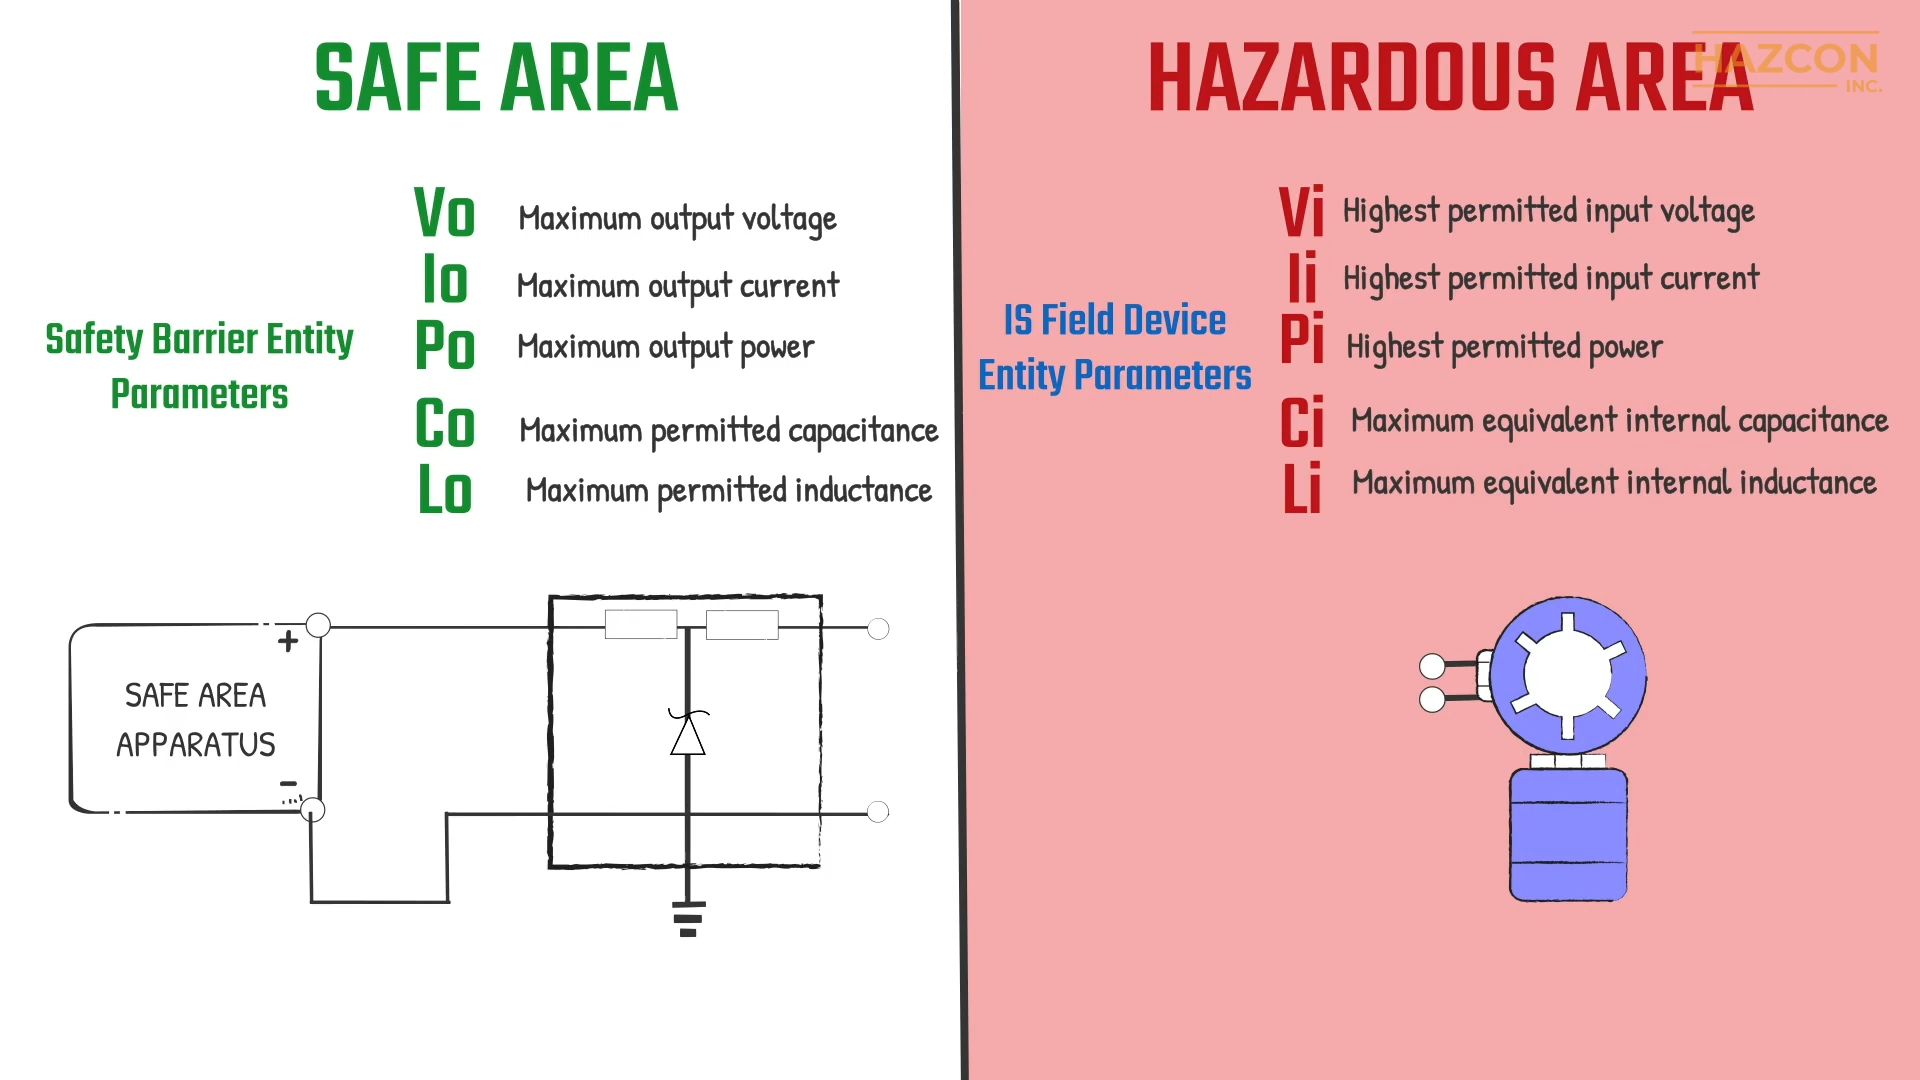 SAFE AREA
HAZARDOUS AREA
HAZCON
INC.
Safety Barrier Entity
Parameters
Vo Maximum output voltage
Io Maximum output current
Po Maximum output power
Co Maximum permitted capacitance
Lo Maximum permitted inductance
IS Field Device
Entity Parameters
Vi Highest permitted input voltage
Ii Highest permitted input current
Pi Highest permitted power
Ci Maximum equivalent internal capacitance
Li Maximum equivalent internal inductance
+
SAFE AREA
APPARATUS
-